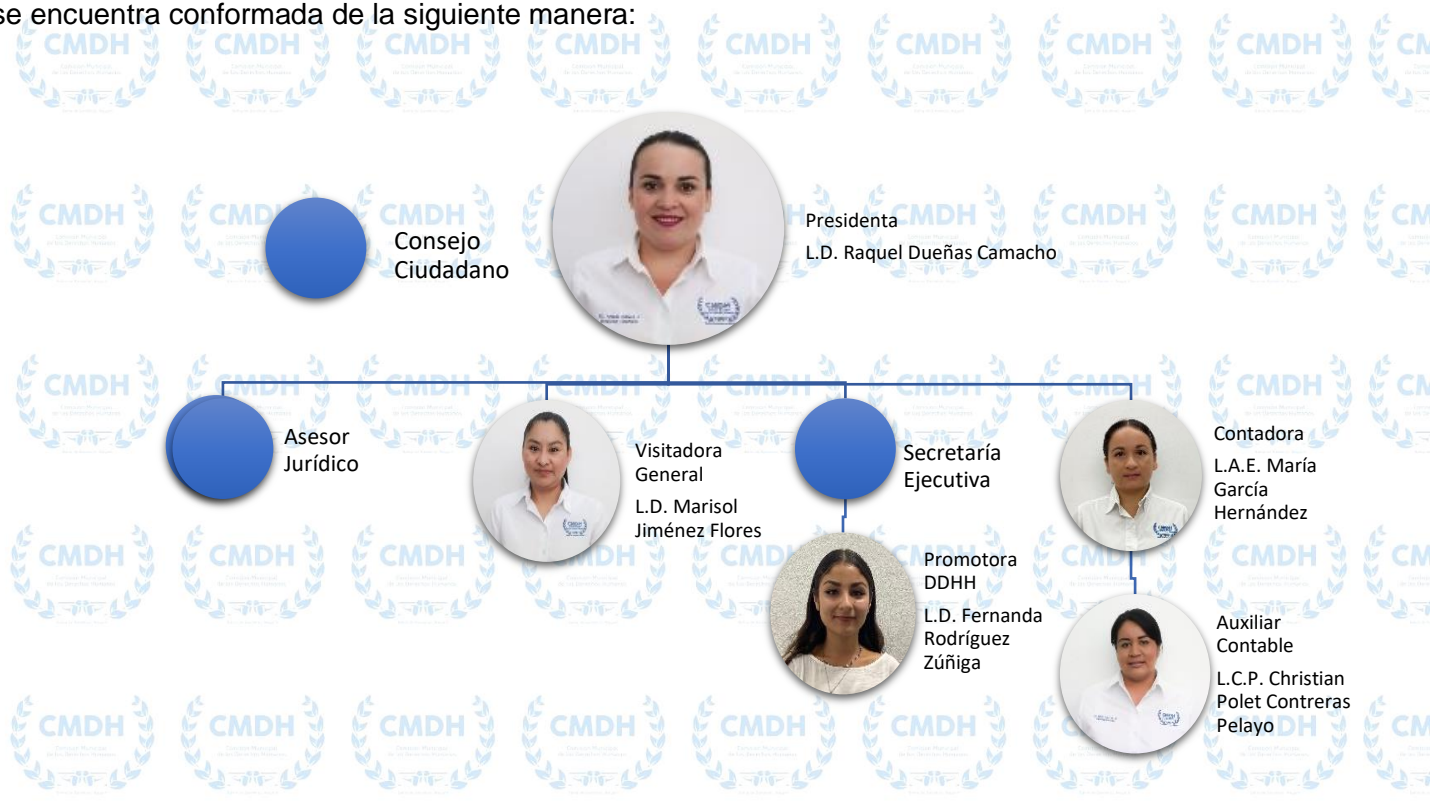 se encuentra conformada de la siguiente manera:
CMDH
Consejo
Ciudadano
Presidenta
L.D. Raquel Dueñas Camacho
Asesor
Jurídico
Visitadora
General
L.D. Marisol
Jiménez Flores
Secretaría
Ejecutiva
Contadora
L.A.E. María
García
Hernández
Promotora
DDHH
L.D. Fernanda
Rodríguez
Zúñiga
Auxiliar
Contable
L.C.P. Christian
Polet Contreras
Pelayo